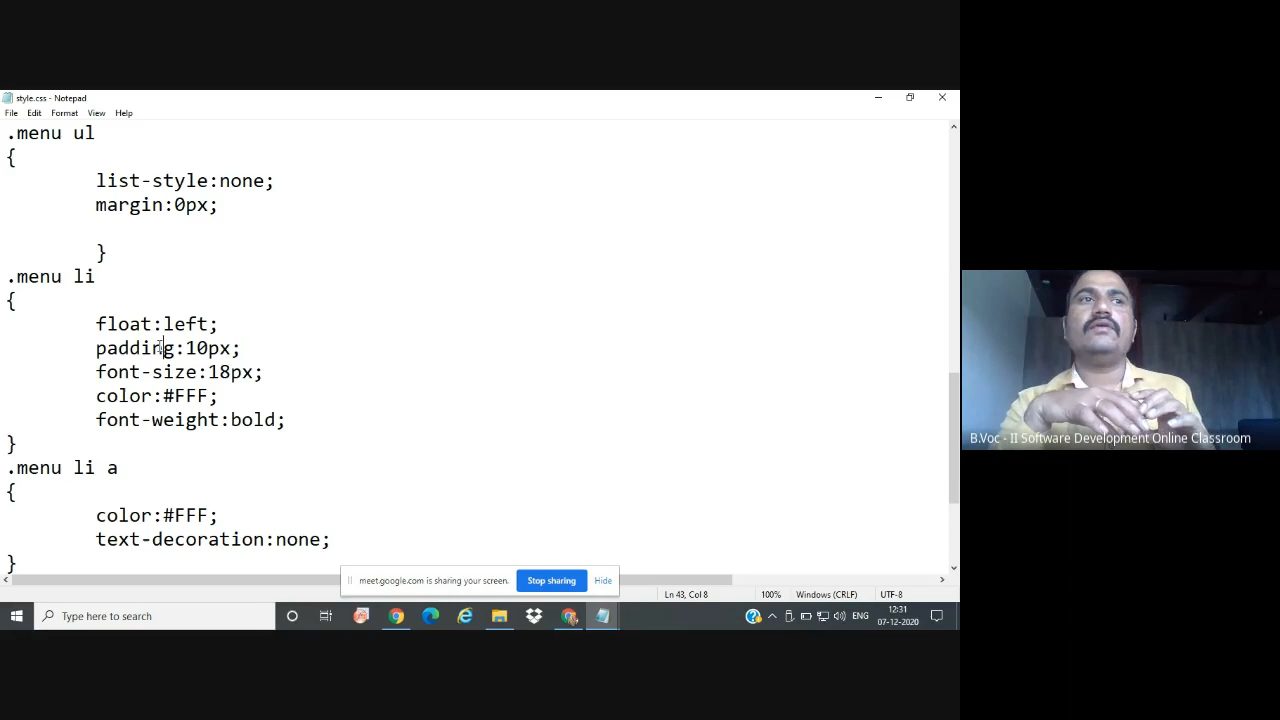 style.css - Notepad
File Edit Format View Help
.menu ul
{
list-style:none;
margin:0px;
}
.menu li
{
float:left;
padding:10px;
font-size:18px;
color:#FFF;
font-weight:bold;
}
.menu li a
{
color:#FFF;
text-decoration:none;
}
meet.google.com is sharing your screen. Stop sharing Hide
Ln 43, Col 8 100% Windows (CRLF) UTF-8
Type here to search
ENG
12:31
07-12-2020
B.Voc - II Software Development Online Classroom